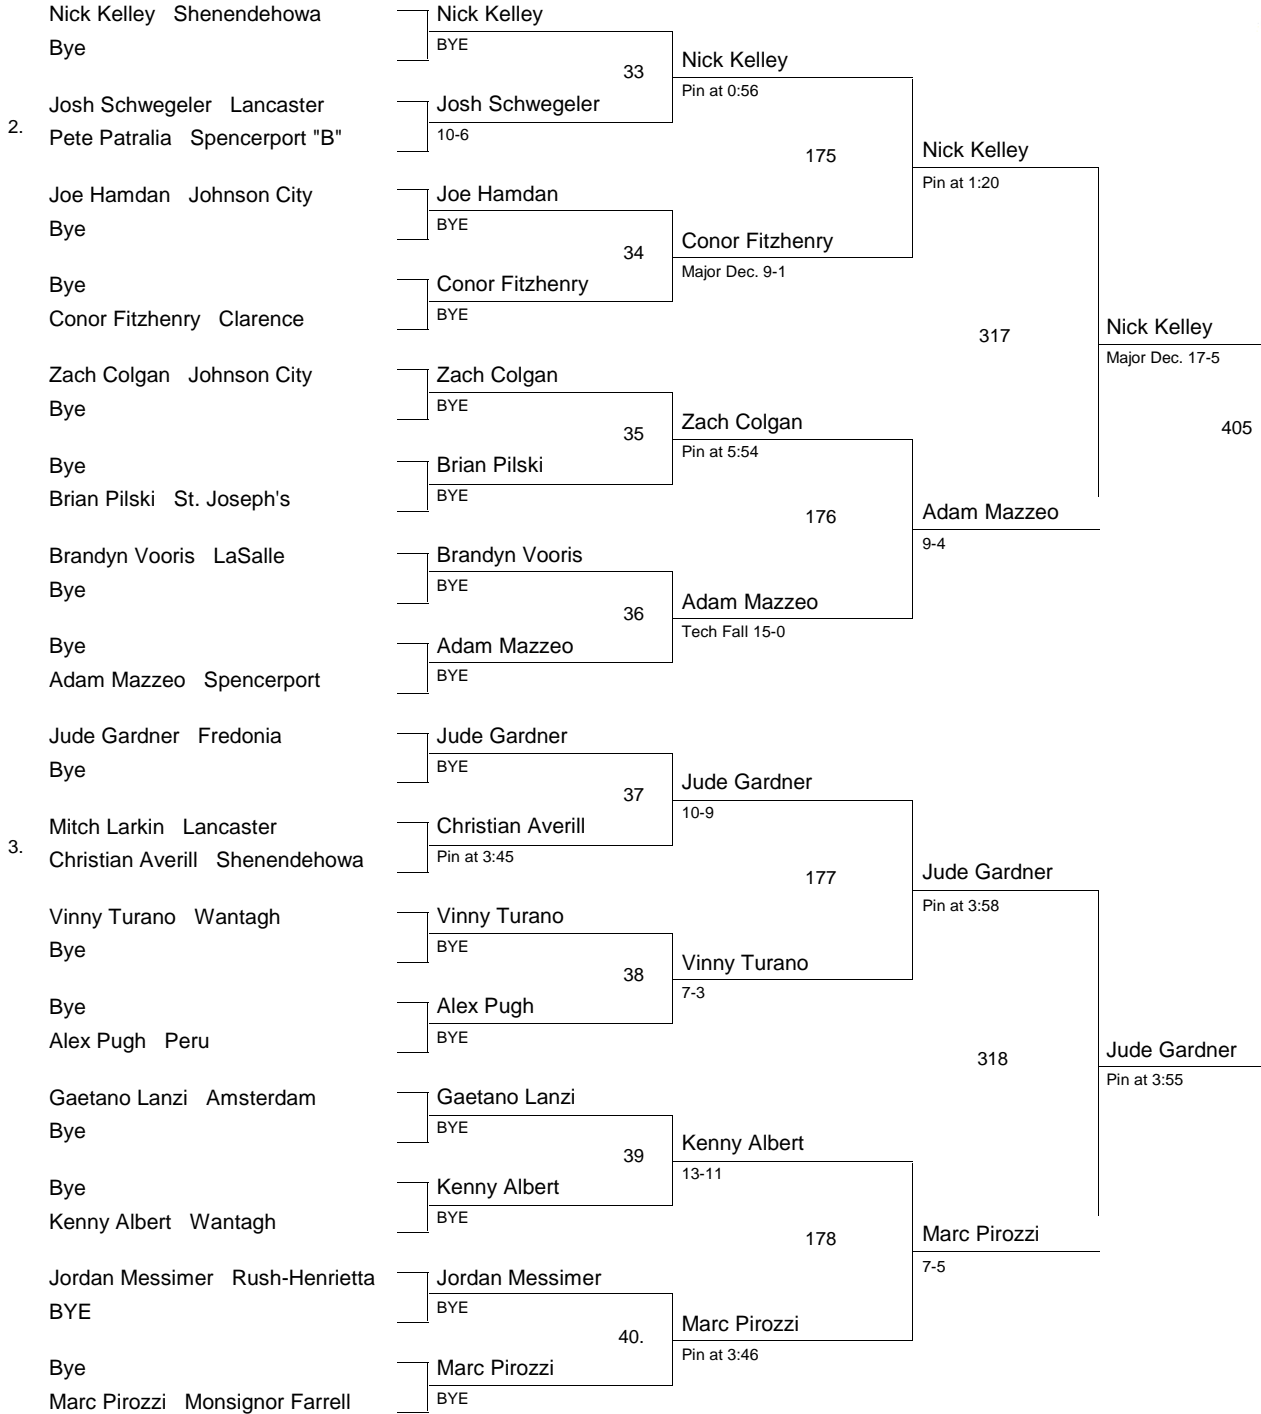 Nick Kelley Shenendehowa
Bye
2.
Josh Schwegeler Lancaster
Pete Patralia Spencerport "B"
Joe Hamdan Johnson City
Bye
Bye
Conor Fitzhenry Clarence
Zach Colgan Johnson City
Bye
Bye
Brian Pilski St. Joseph's
Brandyn Vooris LaSalle
Bye
Bye
Adam Mazzeo Spencerport
Jude Gardner Fredonia
Bye
3.
Mitch Larkin Lancaster
Christian Averill Shenendehowa
Vinny Turano Wantagh
Bye
Bye
Alex Pugh Peru
Gaetano Lanzi Amsterdam
Bye
Bye
Kenny Albert Wantagh
Jordan Messimer Rush-Henrietta
BYE
Bye
Marc Pirozzi Monsignor Farrell
Nick Kelley
BYE
33
Josh Schwegeler
10-6
Joe Hamdan
BYE
34
Conor Fitzhenry
BYE
Zach Colgan
BYE
35
Brian Pilski
BYE
Brandyn Vooris
BYE
36
Adam Mazzeo
BYE
Jude Gardner
BYE
37
Christian Averill
Pin at 3:45
Vinny Turano
BYE
38
Alex Pugh
BYE
Gaetano Lanzi
BYE
39
Kenny Albert
BYE
Jordan Messimer
BYE
40.
Marc Pirozzi
BYE
Nick Kelley
Pin at 0:56
175
Conor Fitzhenry
Major Dec. 9-1
Zach Colgan
Pin at 5:54
176
Adam Mazzeo
Tech Fall 15-0
Jude Gardner
10-9
177
Vinny Turano
7-3
Kenny Albert
13-11
178
Marc Pirozzi
Pin at 3:46
Nick Kelley
Pin at 1:20
317
Adam Mazzeo
9-4
Jude Gardner
Pin at 3:58
318
Marc Pirozzi
7-5
Nick Kelley
Major Dec. 17-5
405
Jude Gardner
Pin at 3:55